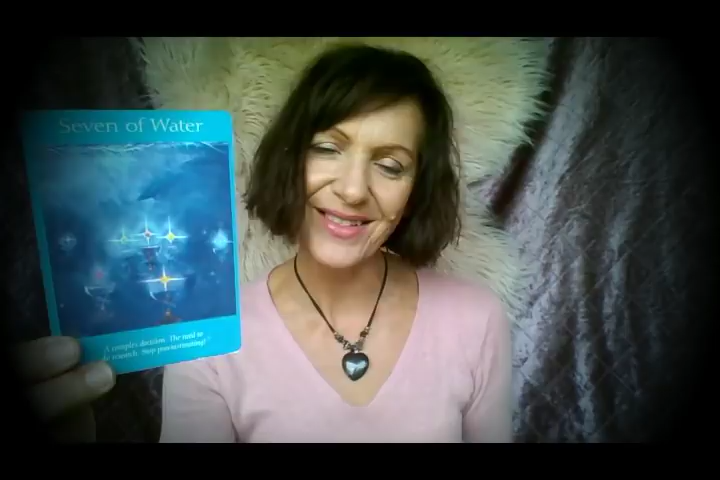 Seven of Water
A complex decision. The need to
research. Stop procrastinating!